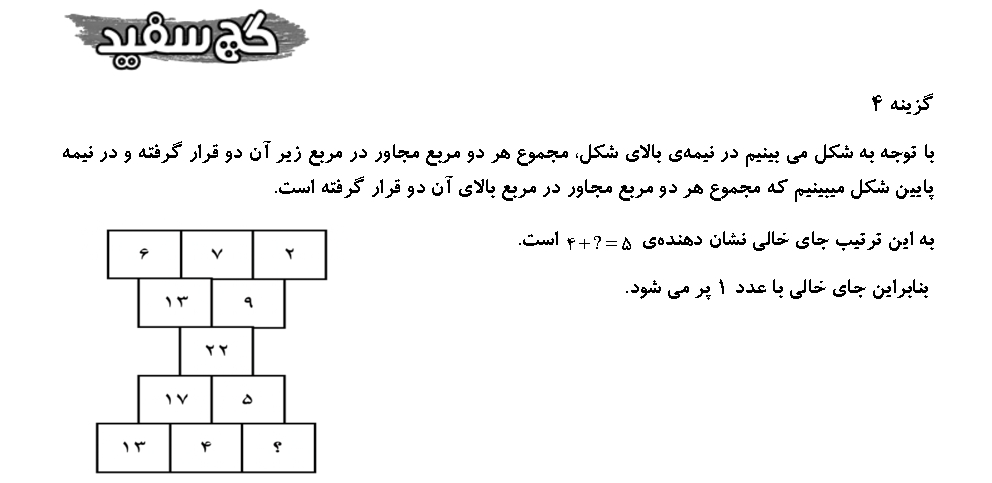 گچ سفید
گزینه ۴
با توجه به شکل می بینیم در نیمه‌ی بالای شکل، مجموع هر دو مربع مجاور در مربع زیر آن دو قرار گرفته و در نیمه
پایین شکل میبینیم که مجموع هر دو مربع مجاور در مربع بالای آن دو قرار گرفته است.
به این ترتیب جای خالی نشان دهنده‌ی ۴+?=۵ است.
بنابراین جای خالی با عدد ۱ پر می شود.
۶ ۷ ۲
۱۳ ۹
۲۲
۱۷ ۵
۱۳ ۴ ؟